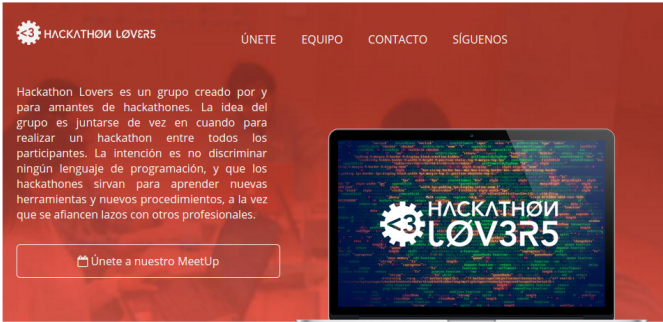 <3 HACKATHON LØVER5
ÚNETE EQUIPO CONTACTO SÍGUENOS
Hackathon Lovers es un grupo creado por y
para amantes de hackathones. La idea del
grupo es juntarse de vez en cuando para
realizar un hackathon entre todos los
participantes. La intención es no discriminar
ningún lenguaje de programación, y que los
hackathones sirvan para aprender nuevas
herramientas y nuevos procedimientos, a la vez
que se afiancen lazos con otros profesionales.
Únete a nuestro MeetUp
<3 HACKATHØN
LØV3R5